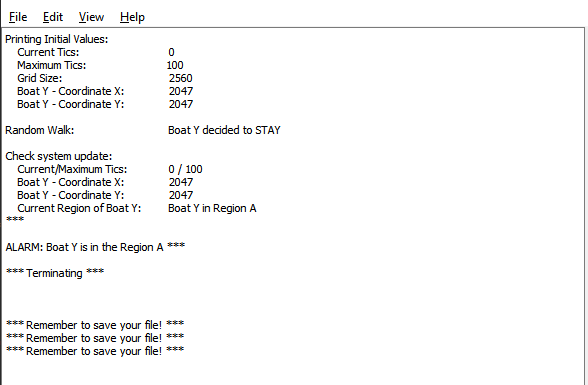 File Edit View Help
Printing Initial Values:
Current Tics: 0
Maximum Tics: 100
Grid Size: 2560
Boat Y - Coordinate X: 2047
Boat Y - Coordinate Y: 2047
Random Walk: Boat Y decided to STAY
Check system update:
Current/Maximum Tics: 0 / 100
Boat Y - Coordinate X: 2047
Boat Y - Coordinate Y: 2047
Current Region of Boat Y: Boat Y in Region A
***
ALARM: Boat Y is in the Region A ***
*** Terminating ***
*** Remember to save your file! ***
*** Remember to save your file! ***
*** Remember to save your file! ***